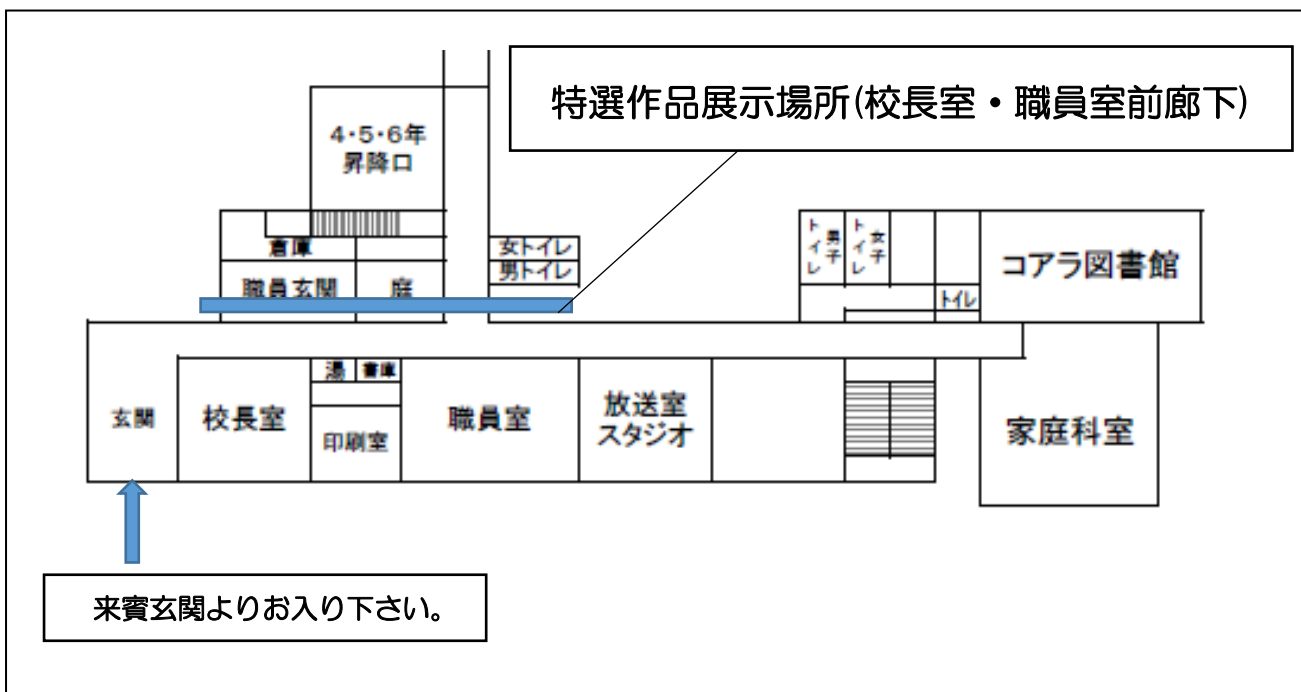 特選作品展示場所(校長室・職員室前廊下)
4・5・6年
昇降口
倉庫
女トイレ
男トイレ
職員玄関
庭
男子
トイレ
女子
トイレ
コアラ図書館
トイレ
玄関
校長室
湯
書庫
印刷室
職員室
放送室
スタジオ
家庭科室
来賓玄関よりお入り下さい。